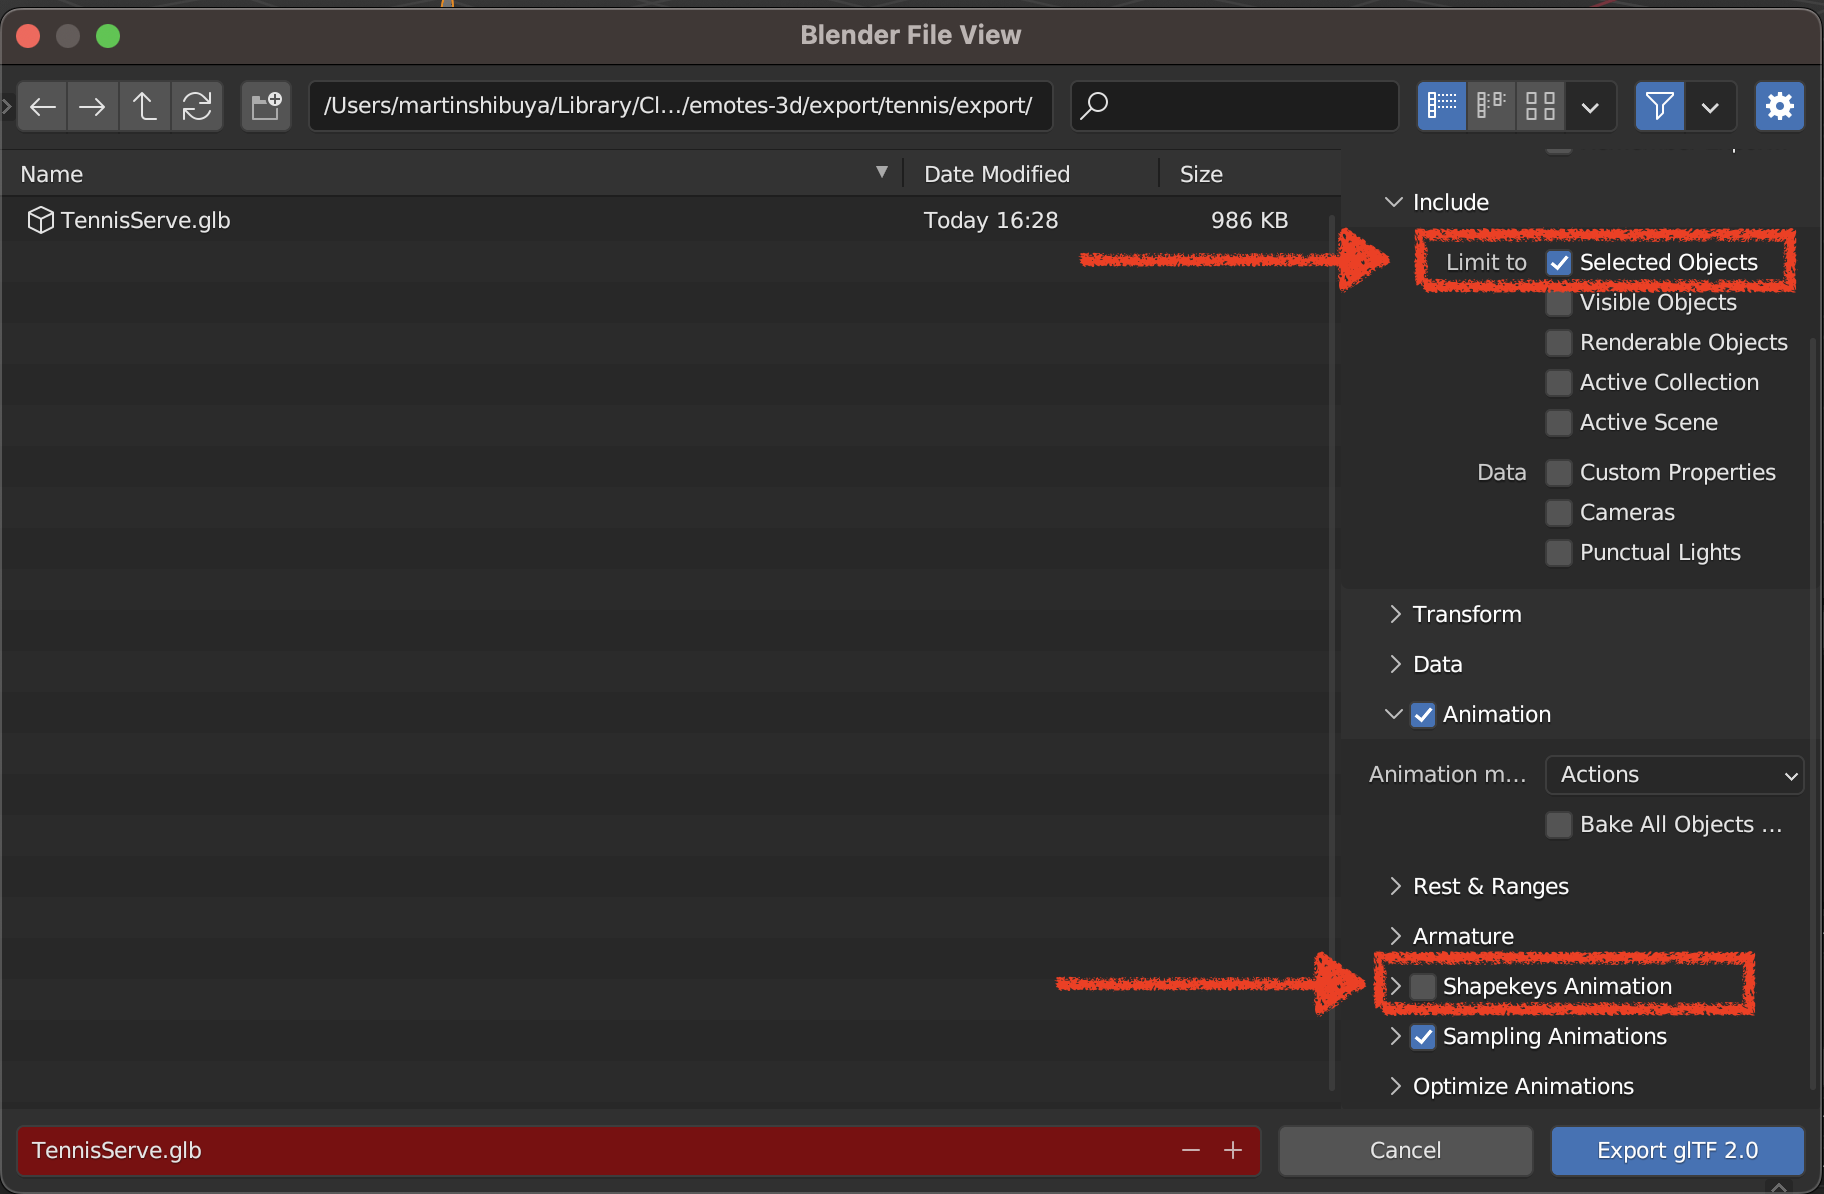 Blender File View
/Users/martinshibuya/Library/Cl.../emotes-3d/export/tennis/export/
Name
Date Modified
Size
TennisServe.glb
Today 16:28
986 KB
Include
Limit to
Selected Objects
Visible Objects
Renderable Objects
Active Collection
Active Scene
Data
Custom Properties
Cameras
Punctual Lights
Transform
Data
Animation
Animation m...
Actions
Bake All Objects ...
Rest & Ranges
Armature
Shapekeys Animation
Sampling Animations
Optimize Animations
TennisServe.glb
Cancel
Export glTF 2.0